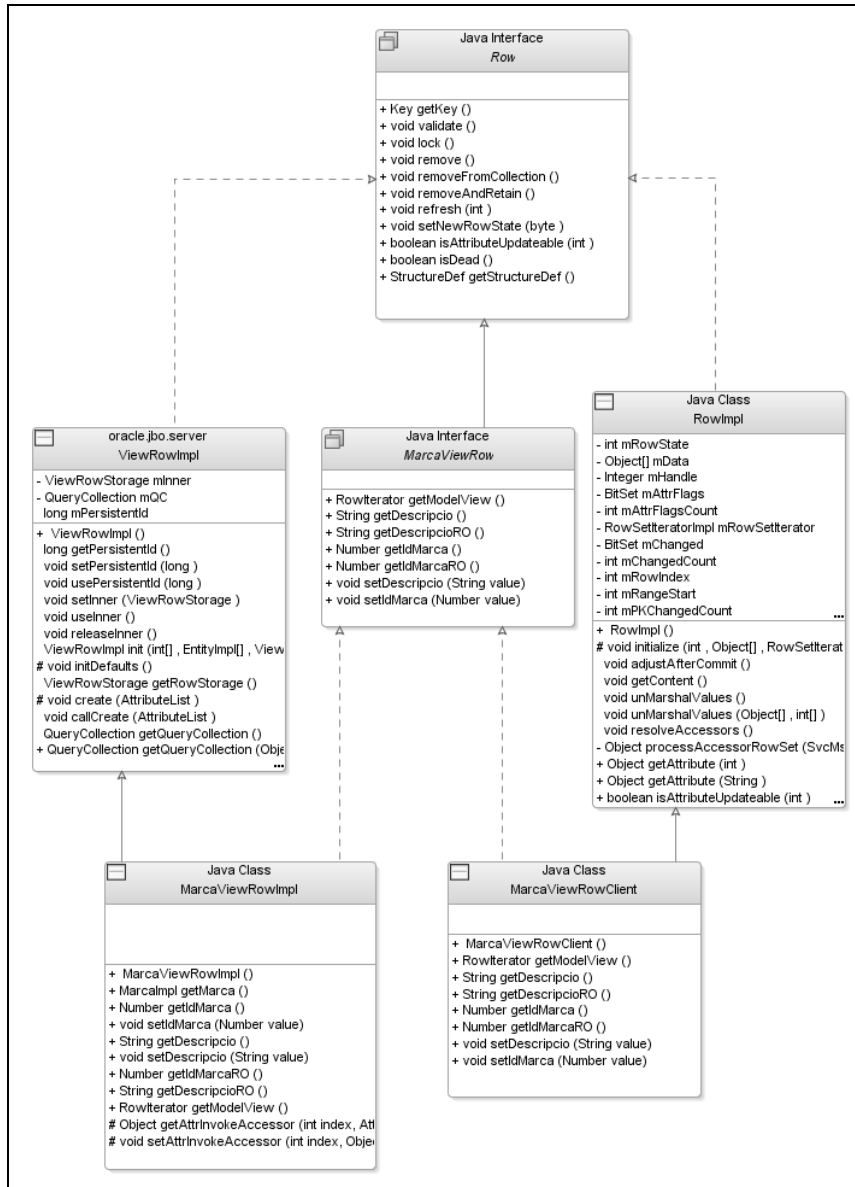 Java Interface
Row
+ Key getKey ()
+ void validate ()
+ void lock ()
+ void remove ()
+ void removeFromCollection ()
+ void removeAndRetain ()
+ void refresh (int )
+ void setNewRowState (byte )
+ boolean isAttributeUpdateable (int )
+ boolean isDead ()
+ StructureDef getStructureDef ()
oracle.jbo.server
ViewRowImpl
- ViewRowStorage mInner
- QueryCollection mQC
long mPersistentId
+ ViewRowImpl ()
long getPersistentId ()
void setPersistentId (long )
void usePersistentId (long )
void setInner (ViewRowStorage )
void useInner ()
void releaseInner ()
ViewRowImpl init (int[] , EntityImpl[] , View
# void initDefaults ()
ViewRowStorage getRowStorage ()
# void create (AttributeList )
void callCreate (AttributeList )
QueryCollection getQueryCollection ()
+ QueryCollection getQueryCollection (Obje
...
Java Interface
MarcaViewRow
+ RowIterator getModelView ()
+ String getDescripcio ()
+ String getDescripcioRO ()
+ Number getIdMarca ()
+ Number getIdMarcaRO ()
+ void setDescripcio (String value)
+ void setIdMarca (Number value)
Java Class
RowImpl
- int mRowState
- Object[] mData
- Integer mHandle
- BitSet mAttrFlags
- int mAttrFlagsCount
- RowSetIteratorImpl mRowSetIterator
- BitSet mChanged
- int mChangedCount
- int mRowIndex
- int mRangeStart
- int mPKChangedCount
...
+ RowImpl ()
# void initialize (int , Object[] , RowSetIterat
void adjustAfterCommit ()
void getContent ()
void unMarshalValues ()
void unMarshalValues (Object[] , int[] )
void resolveAccessors ()
- Object processAccessorRowSet (SvcMs
+ Object getAttribute (int )
+ Object getAttribute (String )
+ boolean isAttributeUpdateable (int )
...
Java Class
MarcaViewRowImpl
+ MarcaViewRowImpl ()
+ MarcaImpl getMarca ()
+ Number getIdMarca ()
+ void setIdMarca (Number value)
+ String getDescripcio ()
+ void setDescripcio (String value)
+ Number getIdMarcaRO ()
+ String getDescripcioRO ()
+ RowIterator getModelView ()
# Object getAttrInvokeAccessor (int index, Att
# void setAttrInvokeAccessor (int index, Obje
Java Class
MarcaViewRowClient
+ MarcaViewRowClient ()
+ RowIterator getModelView ()
+ String getDescripcio ()
+ String getDescripcioRO ()
+ Number getIdMarca ()
+ Number getIdMarcaRO ()
+ void setDescripcio (String value)
+ void setIdMarca (Number value)